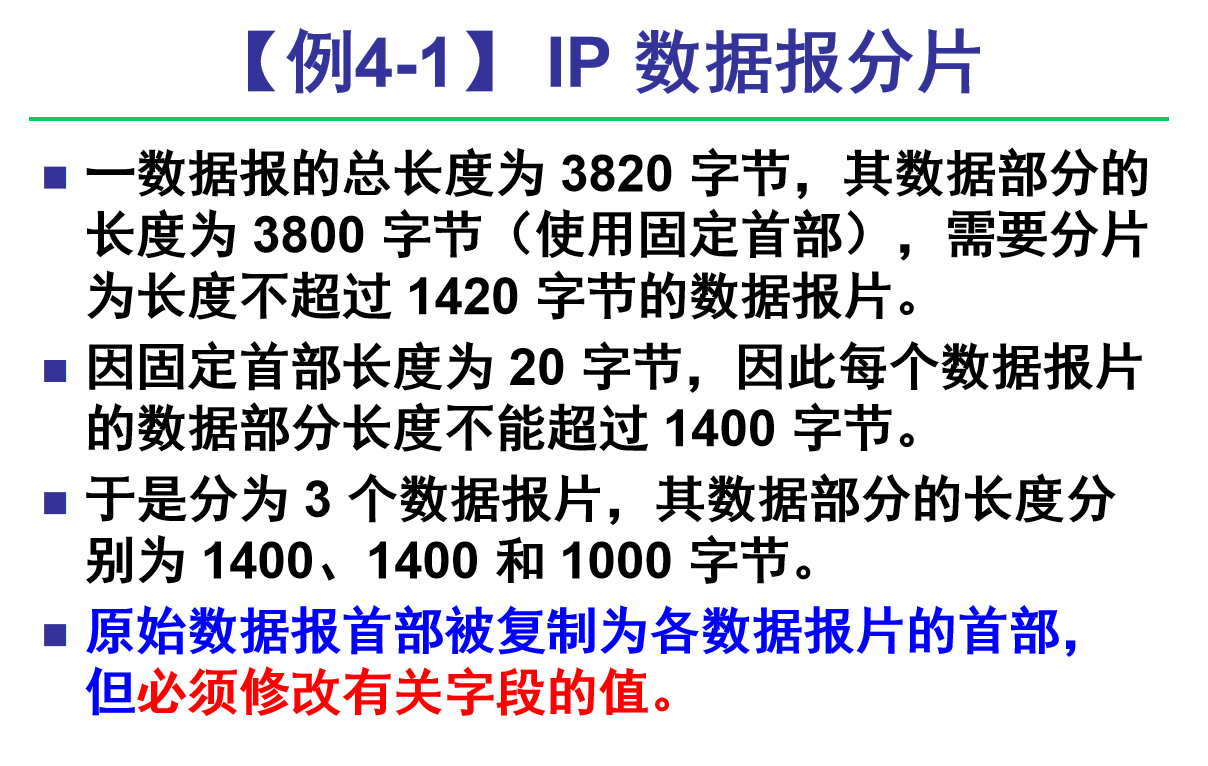 【例4-1】 IP 数据报分片
一数据报的总长度为 3820 字节，其数据部分的
长度为 3800 字节（使用固定首部），需要分片
为长度不超过 1420 字节的数据报片。
因固定首部长度为 20 字节，因此每个数据报片
的数据部分长度不能超过 1400 字节。
于是分为 3 个数据报片，其数据部分的长度分
别为 1400、1400 和 1000 字节。
原始数据报首部被复制为各数据报片的首部，
但必须修改有关字段的值。